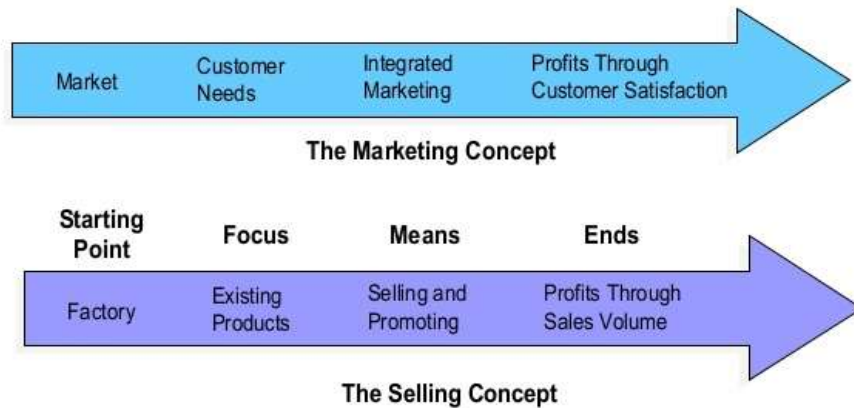 Market
Customer
Needs
Integrated
Marketing
Profits Through
Customer Satisfaction
The Marketing Concept
Starting
Point
Focus
Means
Ends
Factory
Existing
Products
Selling and
Promoting
Profits Through
Sales Volume
The Selling Concept